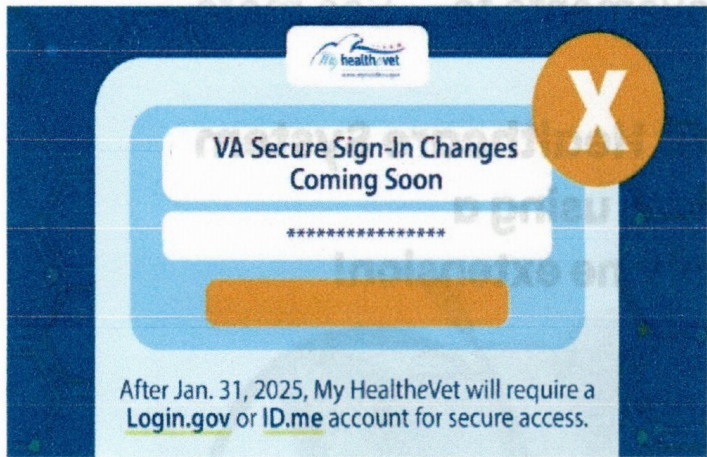 My healthevet
X
VA Secure Sign-In Changes
Coming Soon
****************
After Jan. 31, 2025, My HealtheVet will require a
Login.gov or ID.me account for secure access.